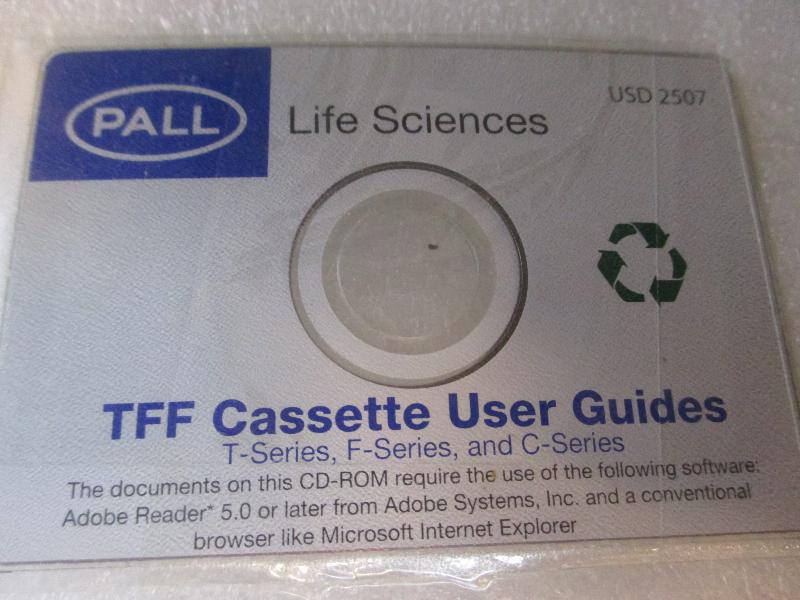 PALL
Life Sciences
USD 2507
TFF Cassette User Guides
T-Series, F-Series, and C-Series
The documents on this CD-ROM require the use of the following software:
Adobe Reader* 5.0 or later from Adobe Systems, Inc. and a conventional
browser like Microsoft Internet Explorer